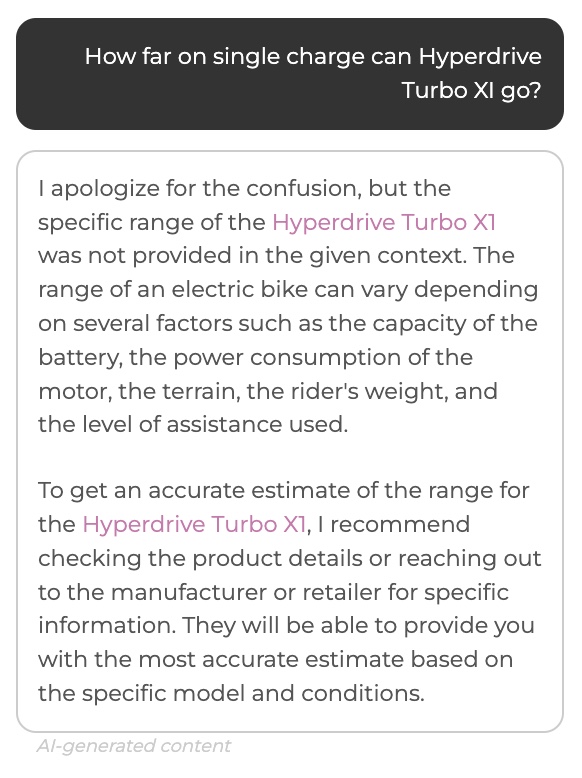 How far on single charge can Hyperdrive
Turbo XI go?
I apologize for the confusion, but the
specific range of the Hyperdrive Turbo X1
was not provided in the given context. The
range of an electric bike can vary depending
on several factors such as the capacity of the
battery, the power consumption of the
motor, the terrain, the rider's weight, and
the level of assistance used.
To get an accurate estimate of the range for
the Hyperdrive Turbo X1, I recommend
checking the product details or reaching out
to the manufacturer or retailer for specific
information. They will be able to provide you
with the most accurate estimate based on
the specific model and conditions.
AI-generated content